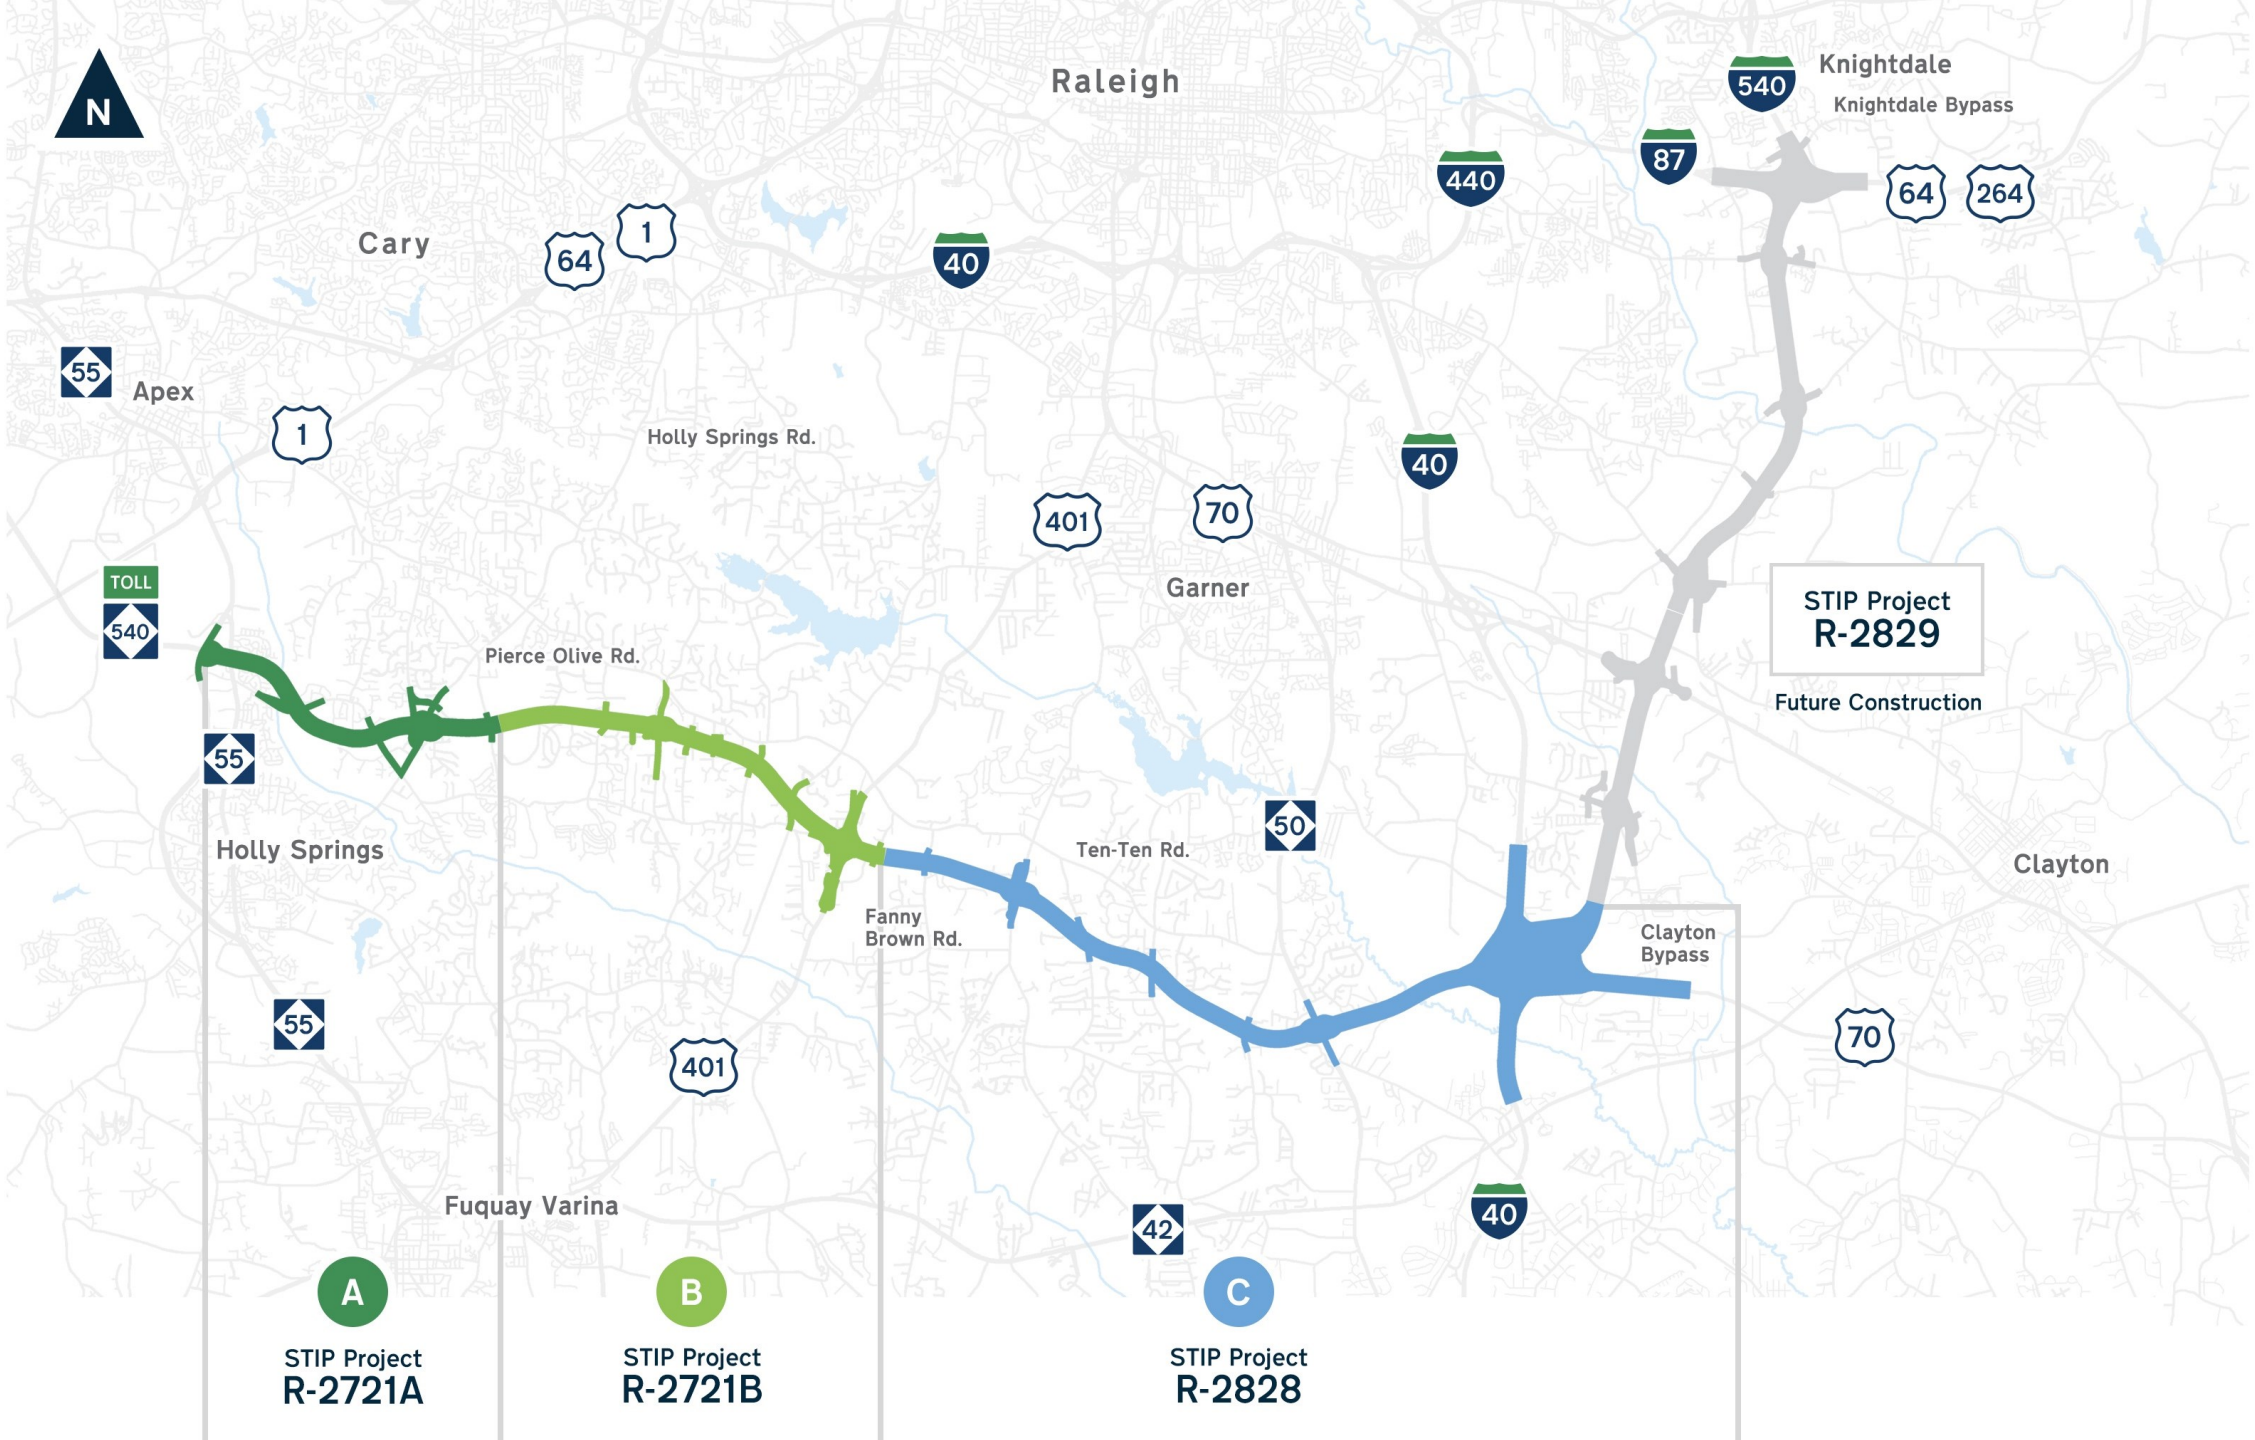 N
Raleigh
540
Knightdale
Knightdale Bypass
87
64
264
440
Cary
64
1
40
55
Apex
1
Holly Springs Rd.
40
401
70
Garner
TOLL
540
STIP Project
R-2829
Future Construction
Pierce Olive Rd.
55
Holly Springs
50
Ten-Ten Rd.
Clayton
Fanny
Brown Rd.
Clayton
Bypass
55
401
70
Fuquay Varina
42
40
A
STIP Project
R-2721A
B
STIP Project
R-2721B
C
STIP Project
R-2828